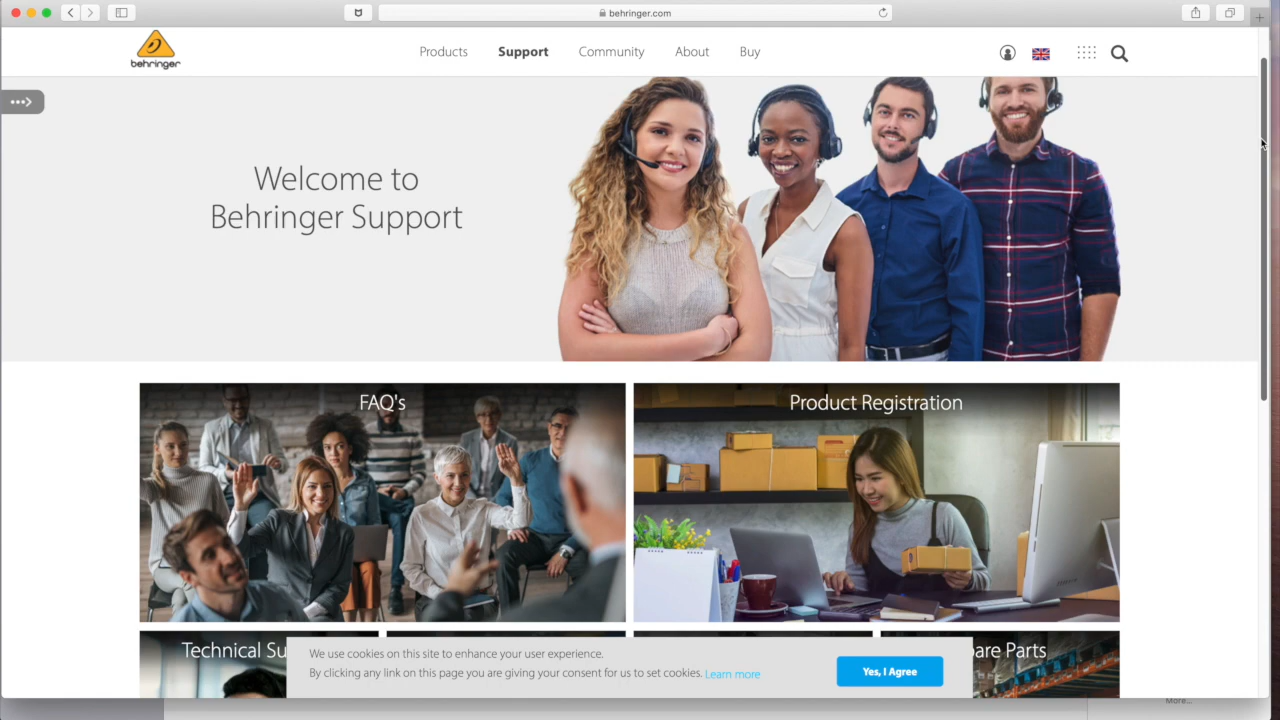 behringer.com
behringer
Products
Support
Community
About
Buy
Welcome to
Behringer Support
FAQ's
Product Registration
Technical Su
are Parts
We use cookies on this site to enhance your user experience.
By clicking any link on this page you are giving your consent for us to set cookies. Learn more
Yes, I Agree
More...